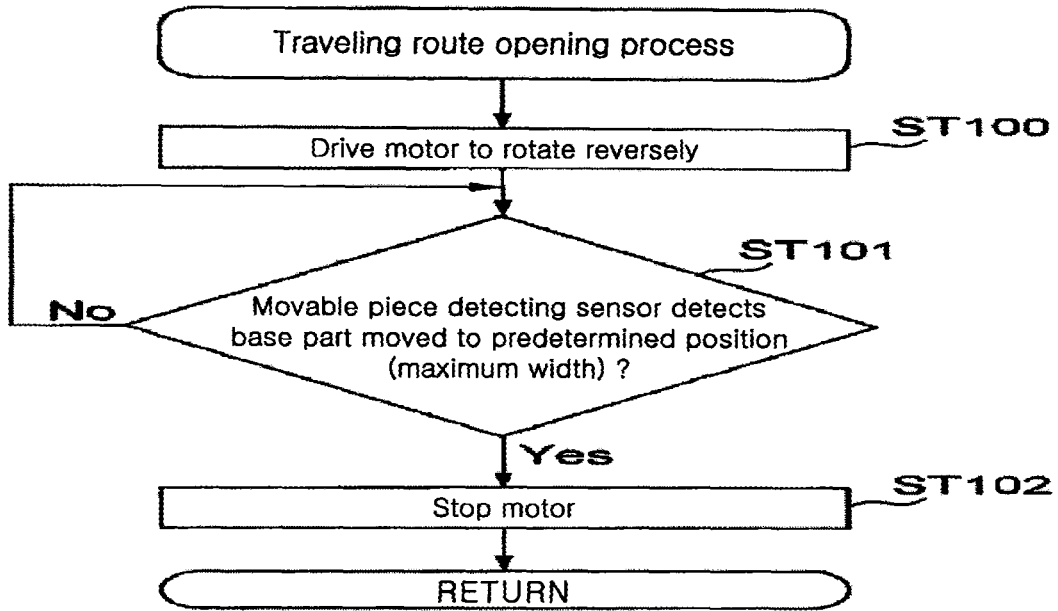 Traveling route opening process
ST100
Drive motor to rotate reversely
ST101
No
Movable piece detecting sensor detects
base part moved to predetermined position
(maximum width) ?
Yes
ST102
Stop motor
RETURN